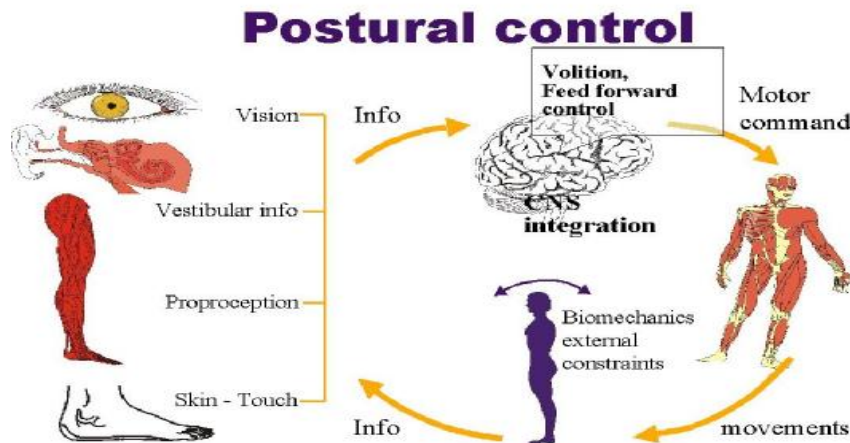 Postural control
Vision
Vestibular info
Proproception
Skin - Touch
Info
Volition,
Feed forward
control
CNS
integration
Motor
command
Biomechanics
external
constraints
movements
Info